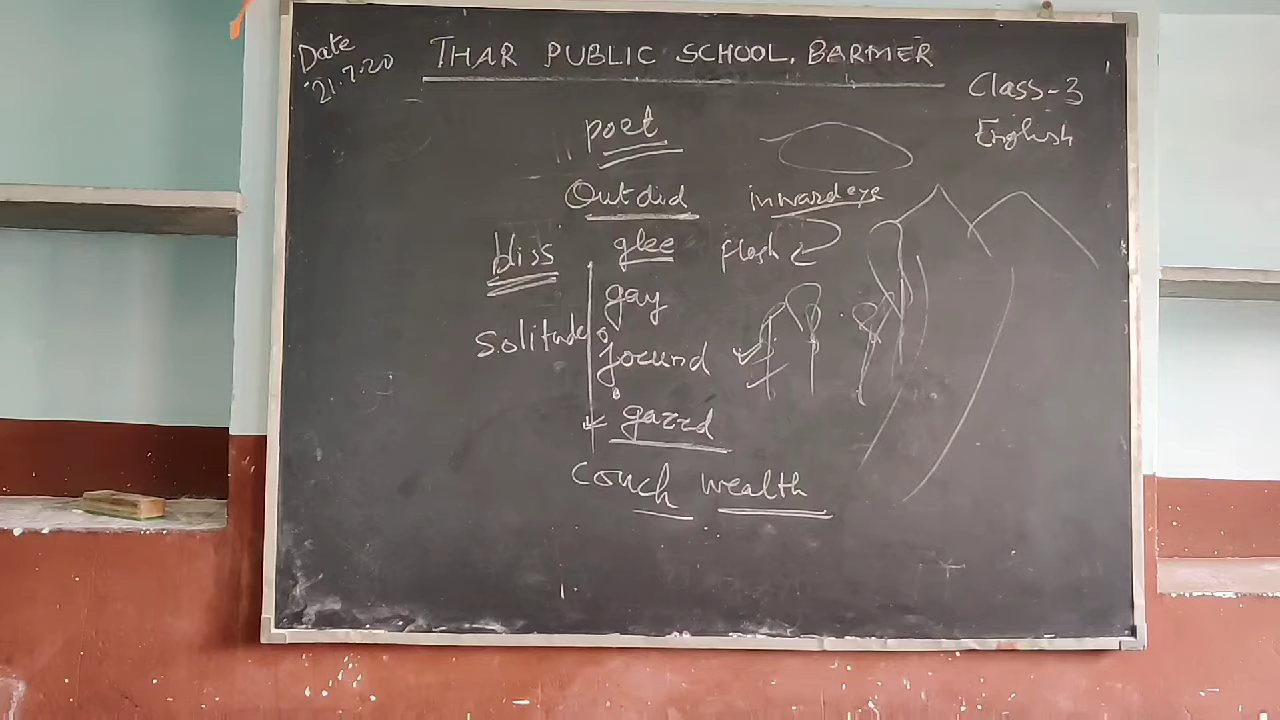 Date
21.7.20
THAR PUBLIC SCHOOL, BARMER
Class-3
English
poet
Outdid inward eye
bliss glee flash
gay
solitude jocund
gazed
couch wealth